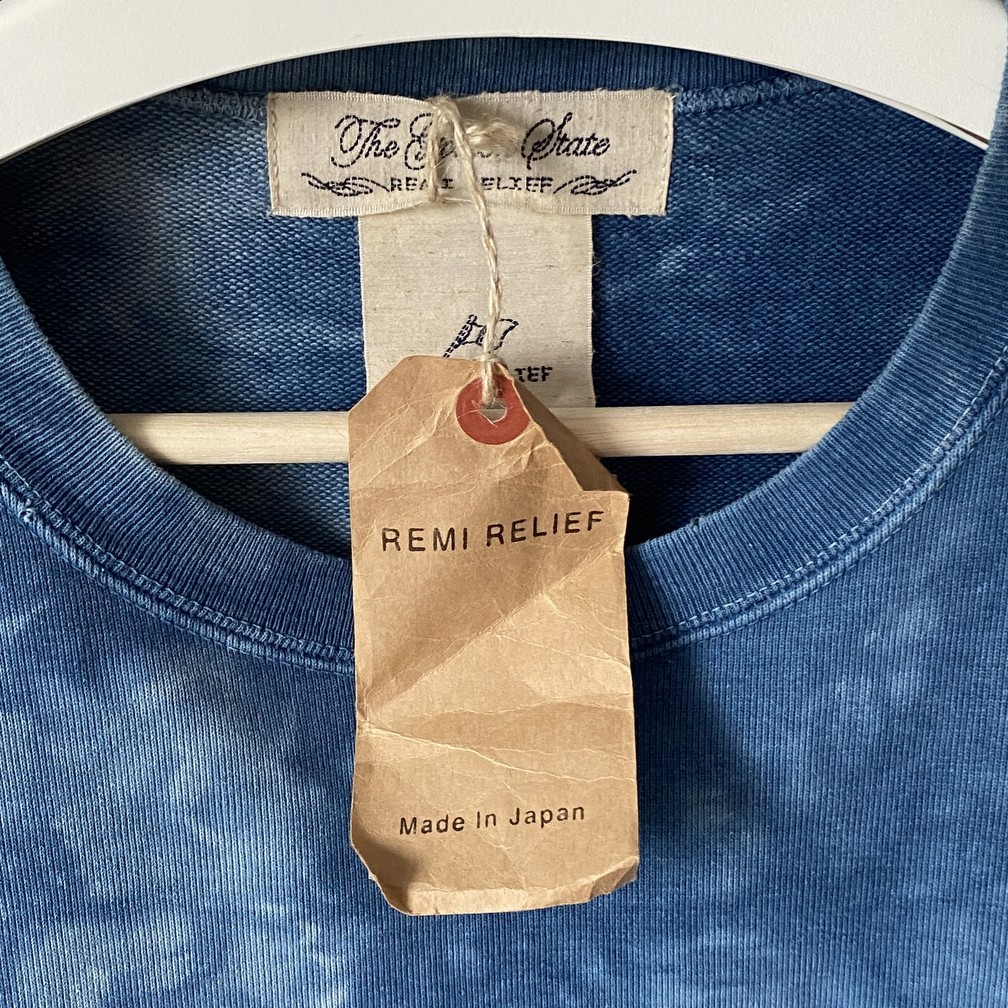 The State
REMI RELIEF
REMI RELIEF
Made In Japan